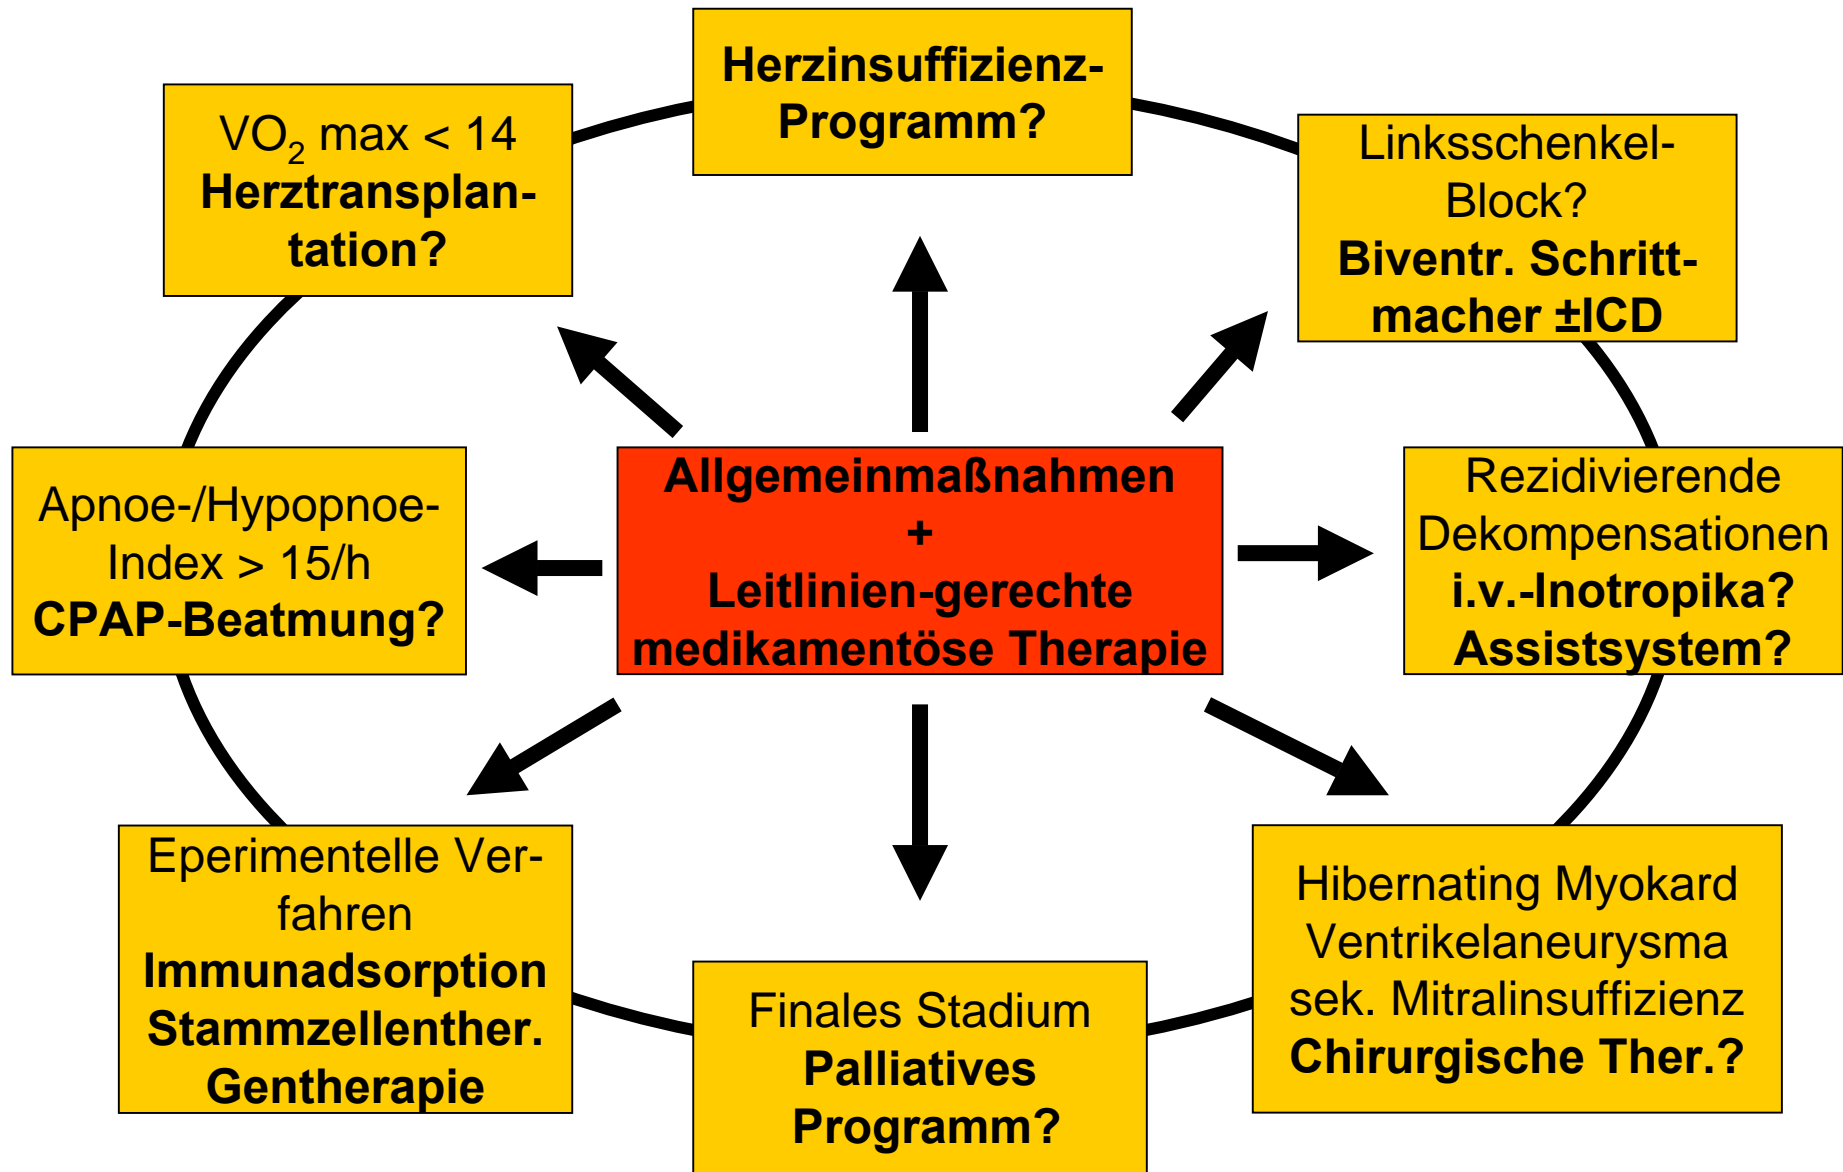 Herzinsuffizienz-
Programm?
VO₂ max < 14
Herztransplan-
tation?
Linksschenkel-
Block?
Biventr. Schritt-
macher ±ICD
Apnoe-/Hypopnoe-
Index > 15/h
CPAP-Beatmung?
Allgemeinmaßnahmen
+
Leitlinien-gerechte
medikamentöse Therapie
Rezidivierende
Dekompensationen
i.v.-Inotropika?
Assistsystem?
Eperimentelle Ver-
fahren
Immunadsorption
Stammzellenther.
Gentherapie
Finales Stadium
Palliatives
Programm?
Hibernating Myokard
Ventrikelaneurysma
sek. Mitralinsuffizienz
Chirurgische Ther.?